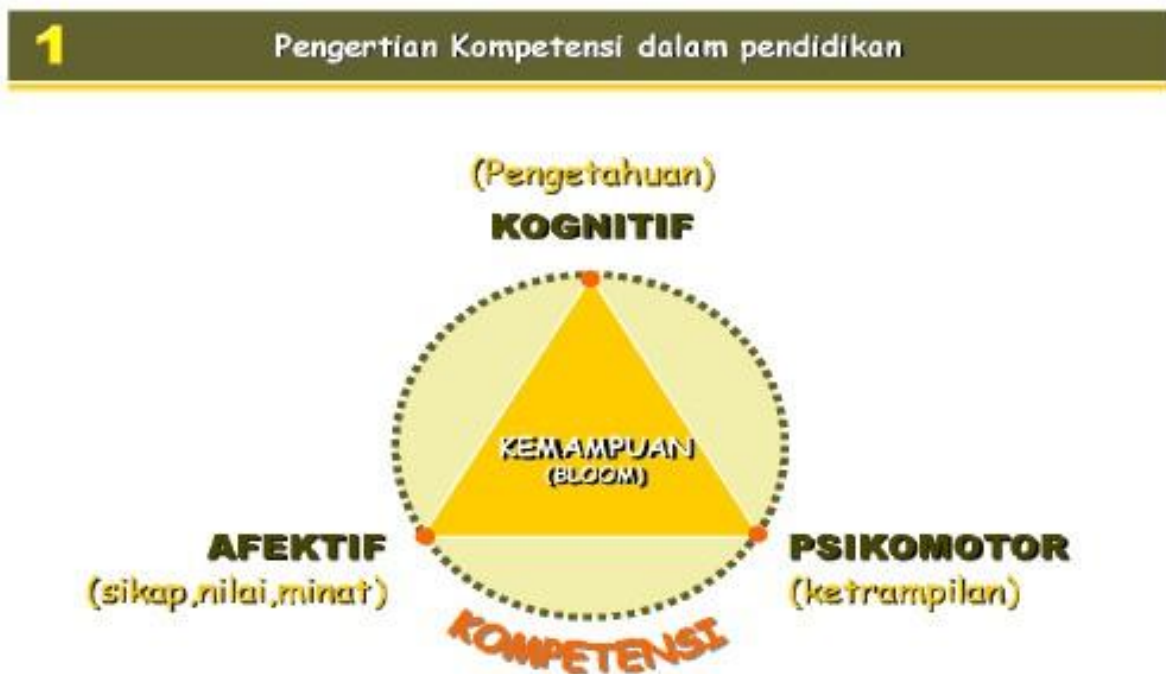 1
Pengertian Kompetensi dalam pendidikan
(Pengetahuan)
KOGNITIF
KEMAMPUAN
(BLOOM)
AFEKTIF
(sikap,nilai,minat)
PSIKOMOTOR
(ketrampilan)
KOMPETENSI